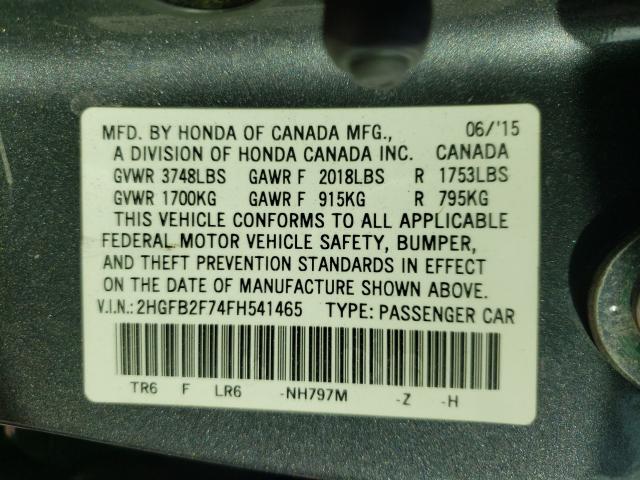 MFD. BY HONDA OF CANADA MFG., 06/'15
A DIVISION OF HONDA CANADA INC. CANADA
GVWR 3748LBS GAWR F 2018LBS R 1753LBS
GVWR 1700KG GAWR F 915KG R 795KG
THIS VEHICLE CONFORMS TO ALL APPLICABLE
FEDERAL MOTOR VEHICLE SAFETY, BUMPER,
AND THEFT PREVENTION STANDARDS IN EFFECT
ON THE DATE OF MANUFACTURE SHOWN ABOVE.
V.I.N.: 2HGFB2F74FH541465 TYPE: PASSENGER CAR
TR6 F LR6 -NH797M -Z -H